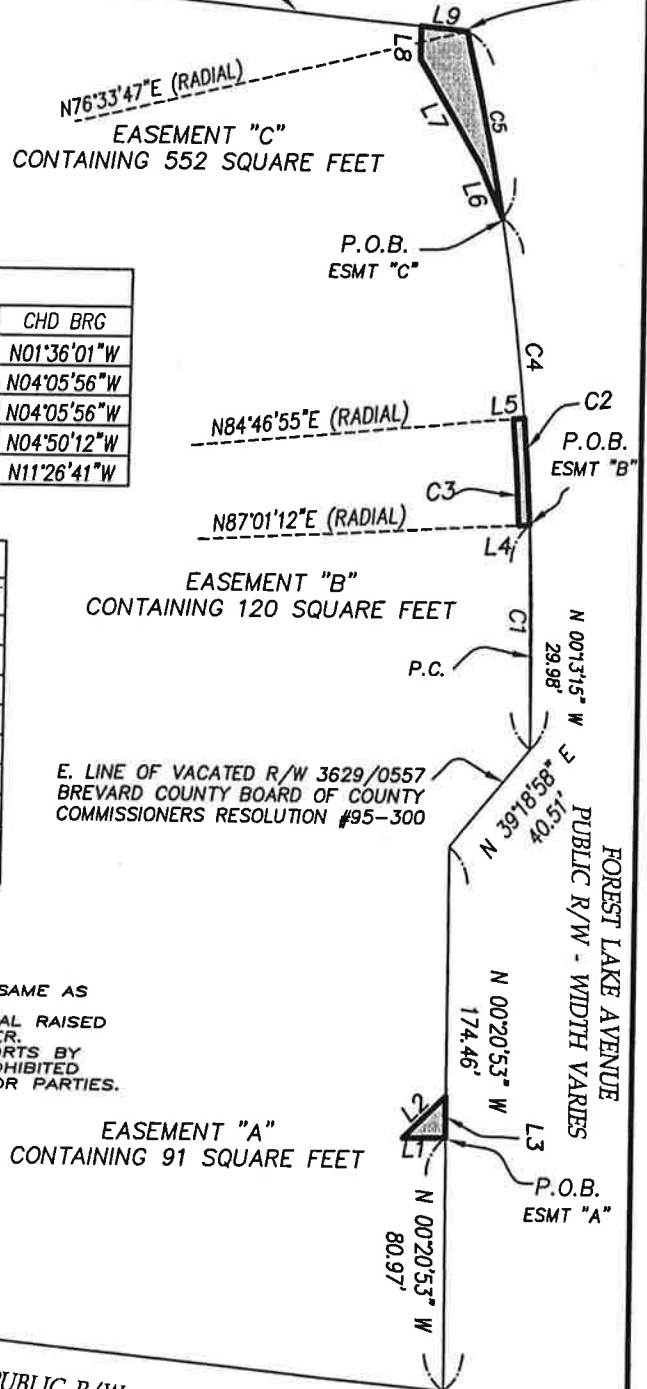 L9
L8
N76°33'47"E (RADIAL)
C5
L7
EASEMENT "C"
CONTAINING 552 SQUARE FEET
L6
P.O.B.
ESMT "C"
CHD BRG
N01°36'01"W
N04°05'56"W
N04°05'56"W
N04°50'12"W
N11°26'41"W
C4
N84°46'55"E (RADIAL)
L5
C2
P.O.B.
ESMT "B"
C3
N87°01'12"E (RADIAL)
L4
EASEMENT "B"
CONTAINING 120 SQUARE FEET
C1
N 00°13'15" W
29.98'
P.C.
E. LINE OF VACATED R/W 3629/0557
BREVARD COUNTY BOARD OF COUNTY
COMMISSIONERS RESOLUTION #95-300
N 39°18'58" E
40.51'
FOREST LAKE AVENUE
PUBLIC R/W - WIDTH VARIES
SAME AS
AL RAISED
ER.
ORTS BY
OHIBITED
OR PARTIES.
N 00°20'53" W
174.46'
EASEMENT "A"
CONTAINING 91 SQUARE FEET
L2
L1
L3
P.O.B.
ESMT "A"
N 00°20'53" W
80.97'
PUBLIC R/W